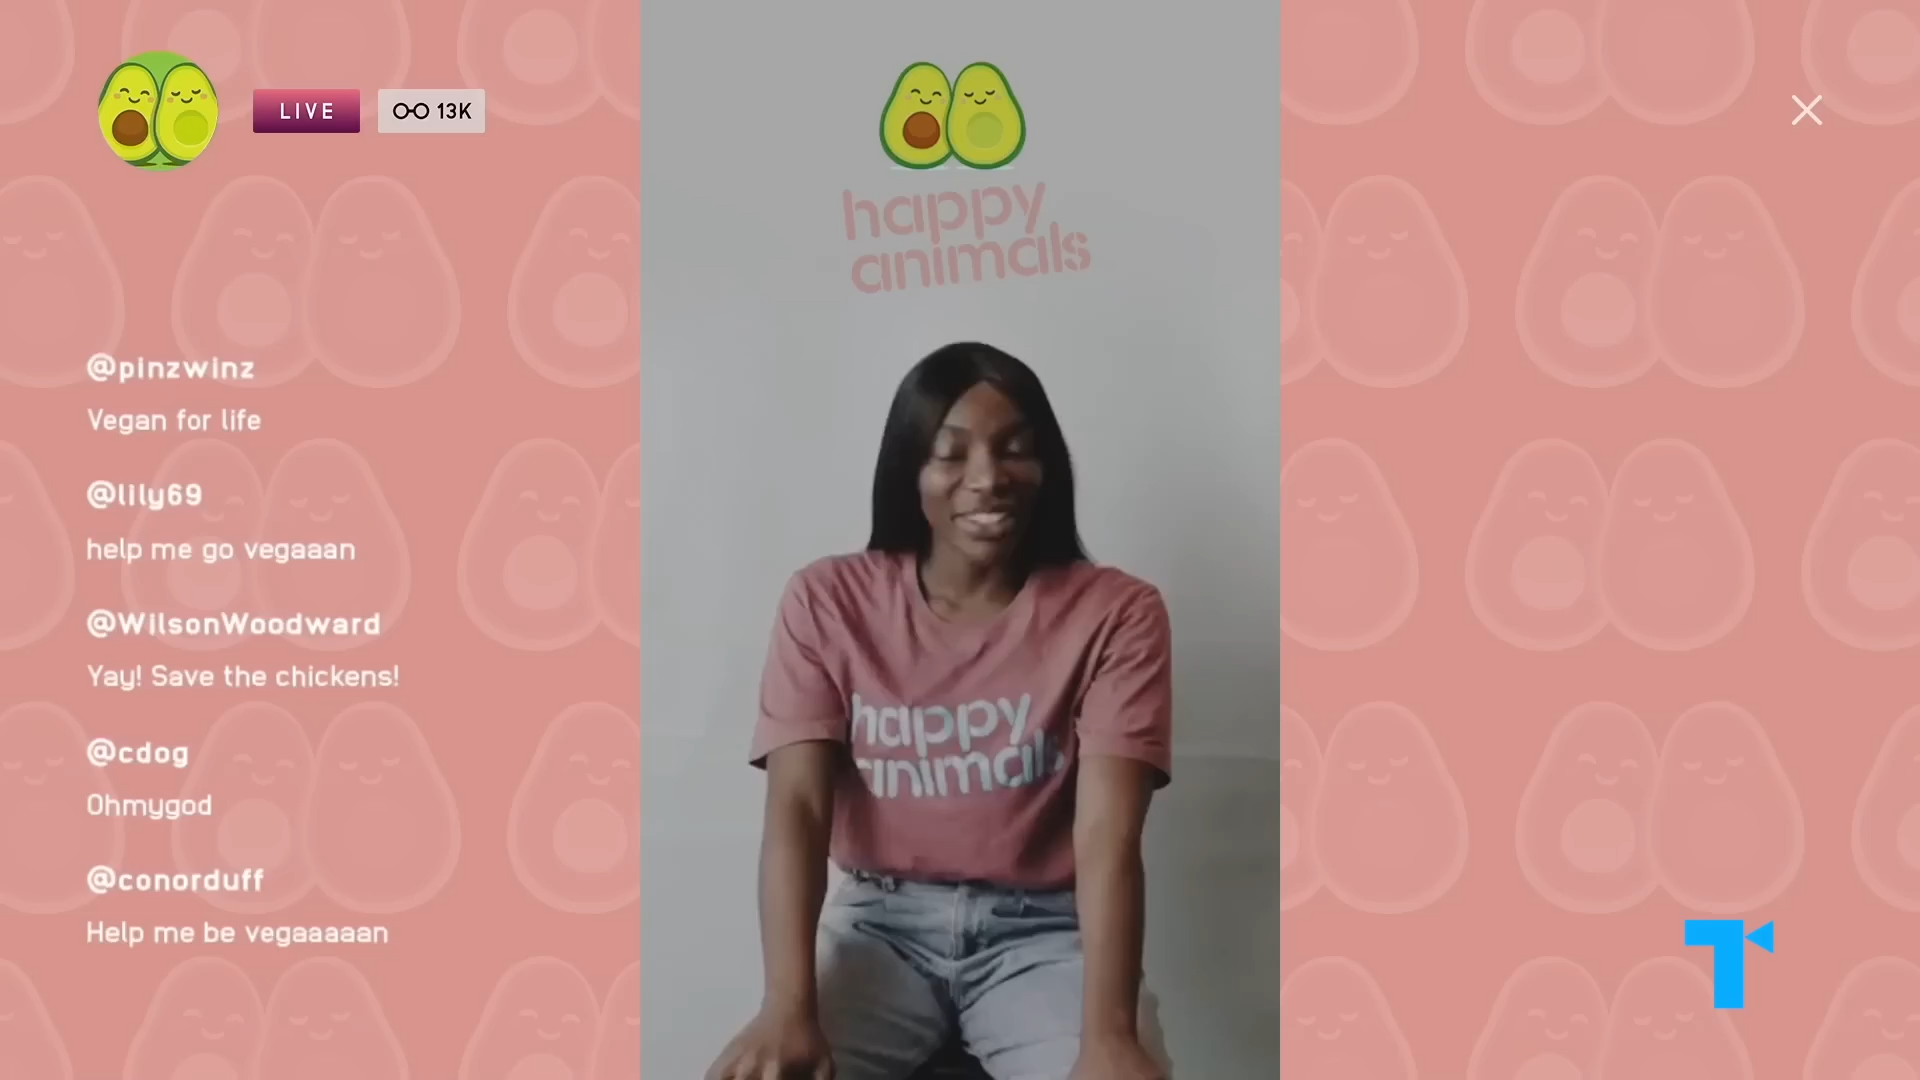 LIVE
13K
happy
animals
@pinzwinz
Vegan for life
@lily69
help me go vegaaan
@WilsonWoodward
Yay! Save the chickens!
@cdog
Ohmygod
@conorduff
Help me be vegaaaaan
happy
animals
T